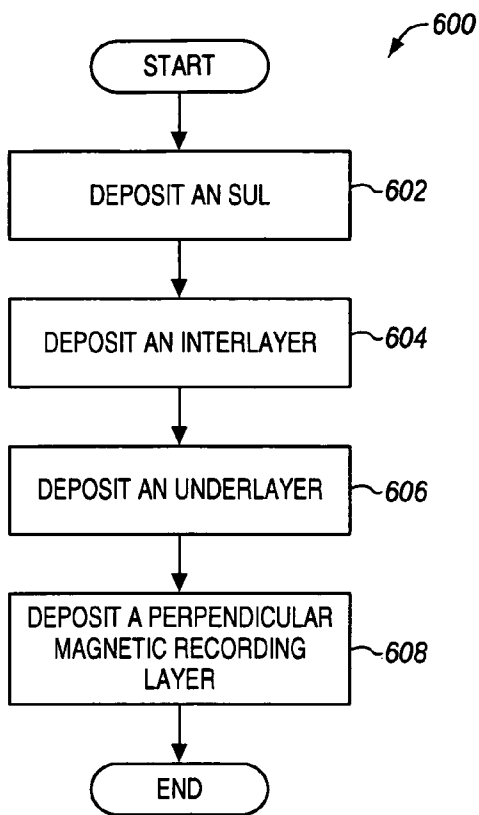 600
START
DEPOSIT AN SUL
602
DEPOSIT AN INTERLAYER
604
DEPOSIT AN UNDERLAYER
606
DEPOSIT A PERPENDICULAR
MAGNETIC RECORDING
LAYER
608
END